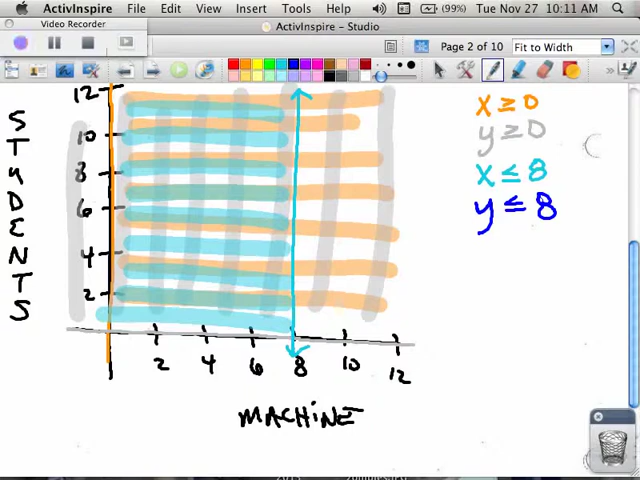 ActivInspire File Edit View Insert Tools Help (99%) Tue Nov 27 10:11 AM
Video Recorder
ActivInspire - Studio
Page 2 of 10 Fit to Width
12
10
8
6
4
2
STUDENTS
2 4 6 8 10 12
MACHINE
x ≥ 0
y ≥ 0
x ≤ 8
y ≤ 8